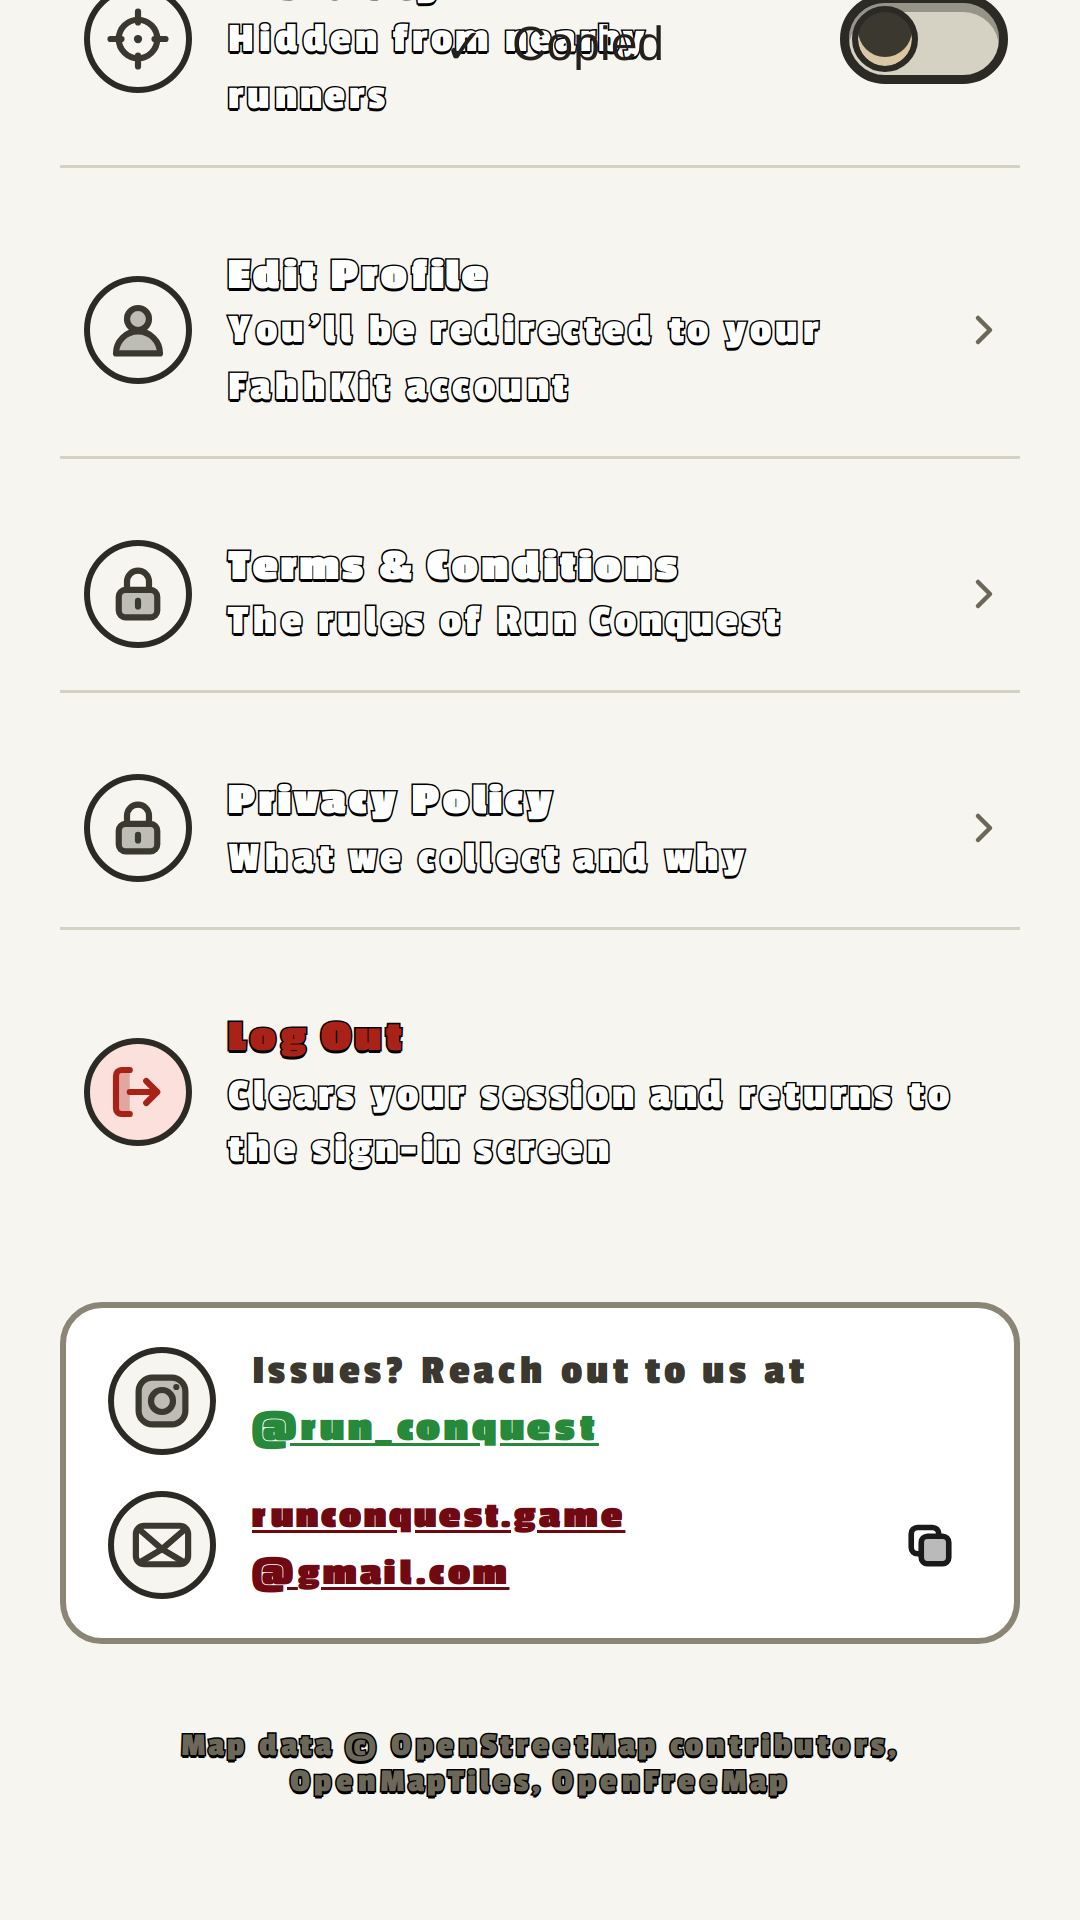 Hidden from nearby
✓ Copied
runners
Edit Profile
You’ll be redirected to your
FahhKit account
Terms & Conditions
The rules of Run Conquest
Privacy Policy
What we collect and why
Log Out
Clears your session and returns to
the sign-in screen
Issues? Reach out to us at
@run_conquest
runconquest.game
@gmail.com
Map data © OpenStreetMap contributors,
OpenMapTiles, OpenFreeMap